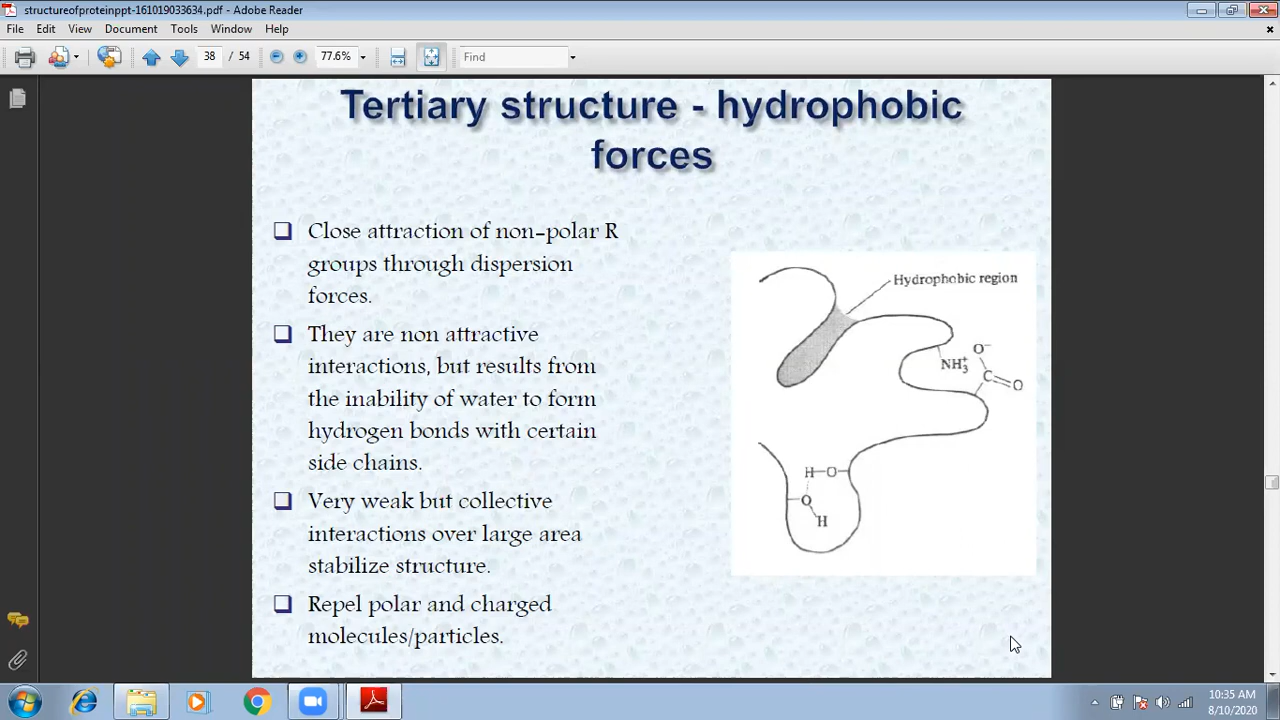 structureofproteinppt-161019033634.pdf - Adobe Reader
File Edit View Document Tools Window Help
38 / 54 77.6% Find
Tertiary structure - hydrophobic
forces
Close attraction of non-polar R
groups through dispersion
forces.
They are non attractive
interactions, but results from
the inability of water to form
hydrogen bonds with certain
side chains.
Very weak but collective
interactions over large area
stabilize structure.
Repel polar and charged
molecules/particles.
Hydrophobic region
O⁻
NH₃⁺
C
O
H-O
O
H
10:35 AM
8/10/2020